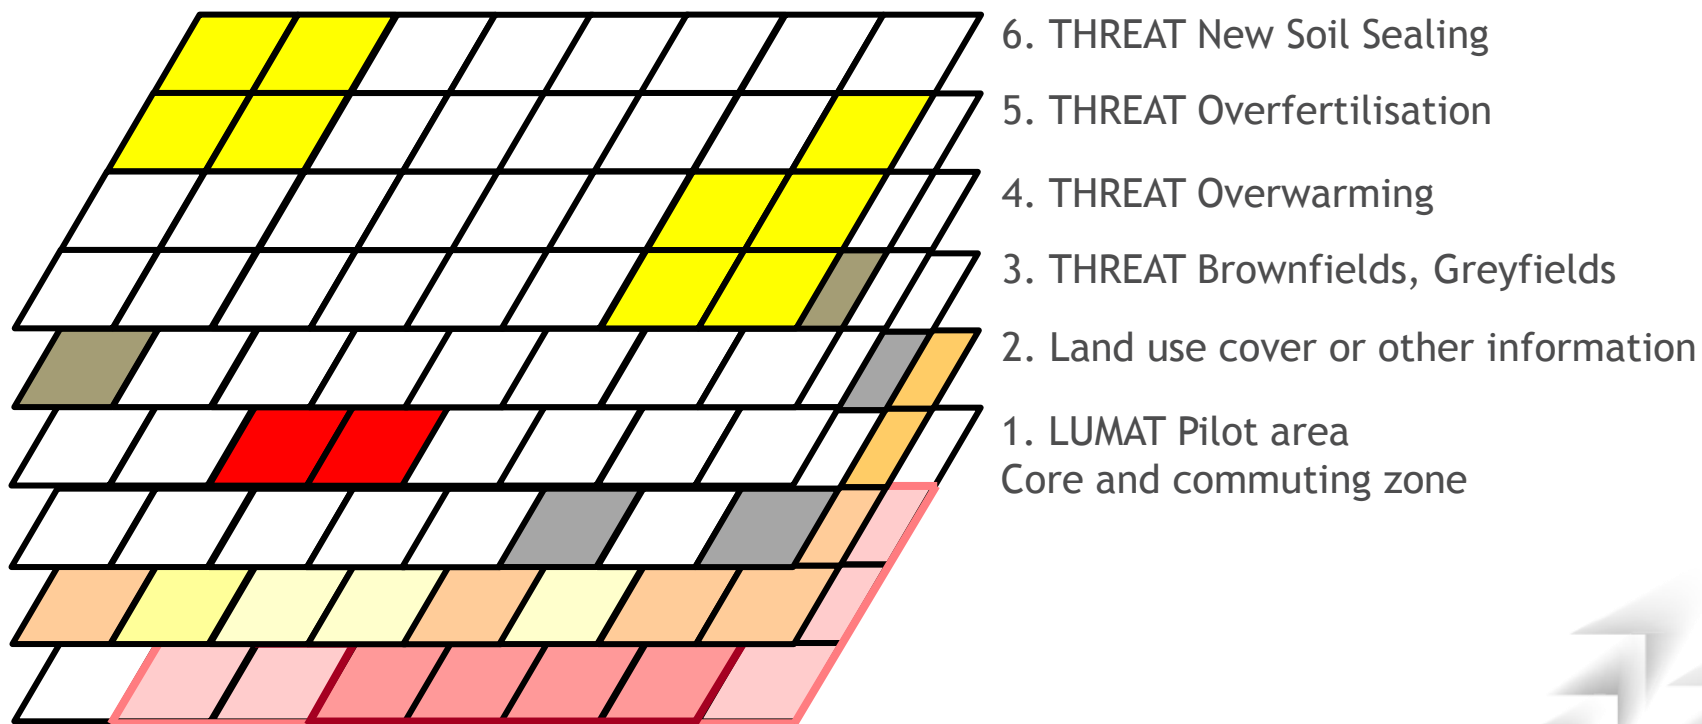 6. THREAT New Soil Sealing
5. THREAT Overfertilisation
4. THREAT Overwarming
3. THREAT Brownfields, Greyfields
2. Land use cover or other information
1. LUMAT Pilot area
Core and commuting zone